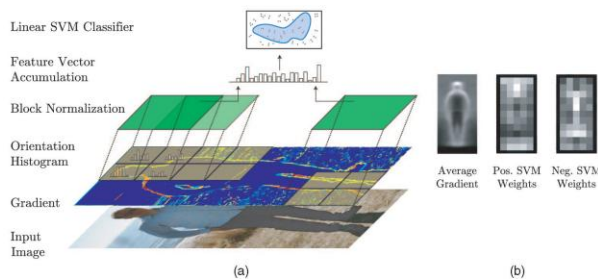 Linear SVM Classifier
Feature Vector
Accumulation
Block Normalization
Orientation
Histogram
Gradient
Input
Image
(a)
Average
Gradient
Pos. SVM
Weights
Neg. SVM
Weights
(b)